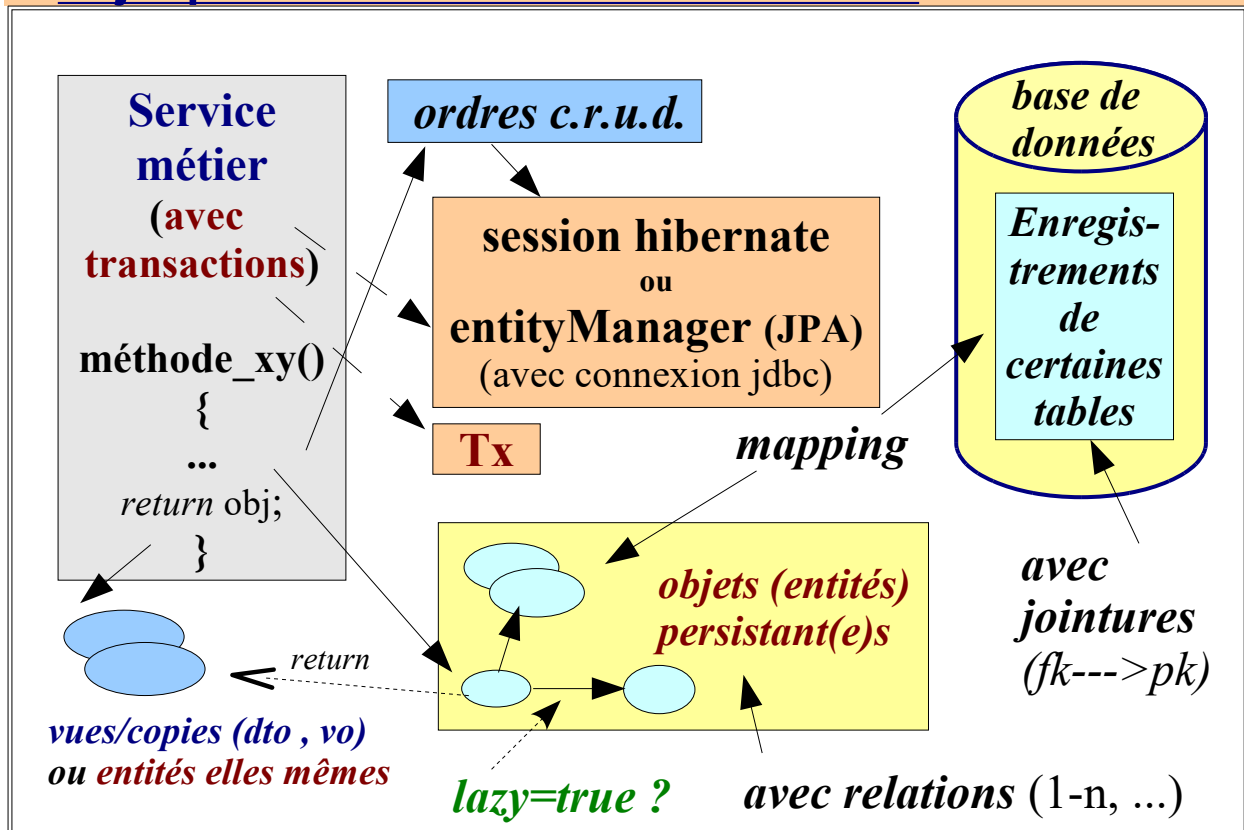 Service
métier
(avec
transactions)
méthode_xy()
{
...
return obj;
}
ordres c.r.u.d.
session hibernate
ou
entityManager (JPA)
(avec connexion jdbc)
Tx
mapping
base de
données
Enregis-
trements
de
certaines
tables
avec
jointures
(fk--->pk)
objets (entités)
persistant(e)s
return
vues/copies (dto , vo)
ou entités elles mêmes
lazy=true ?
avec relations (1-n, ...)